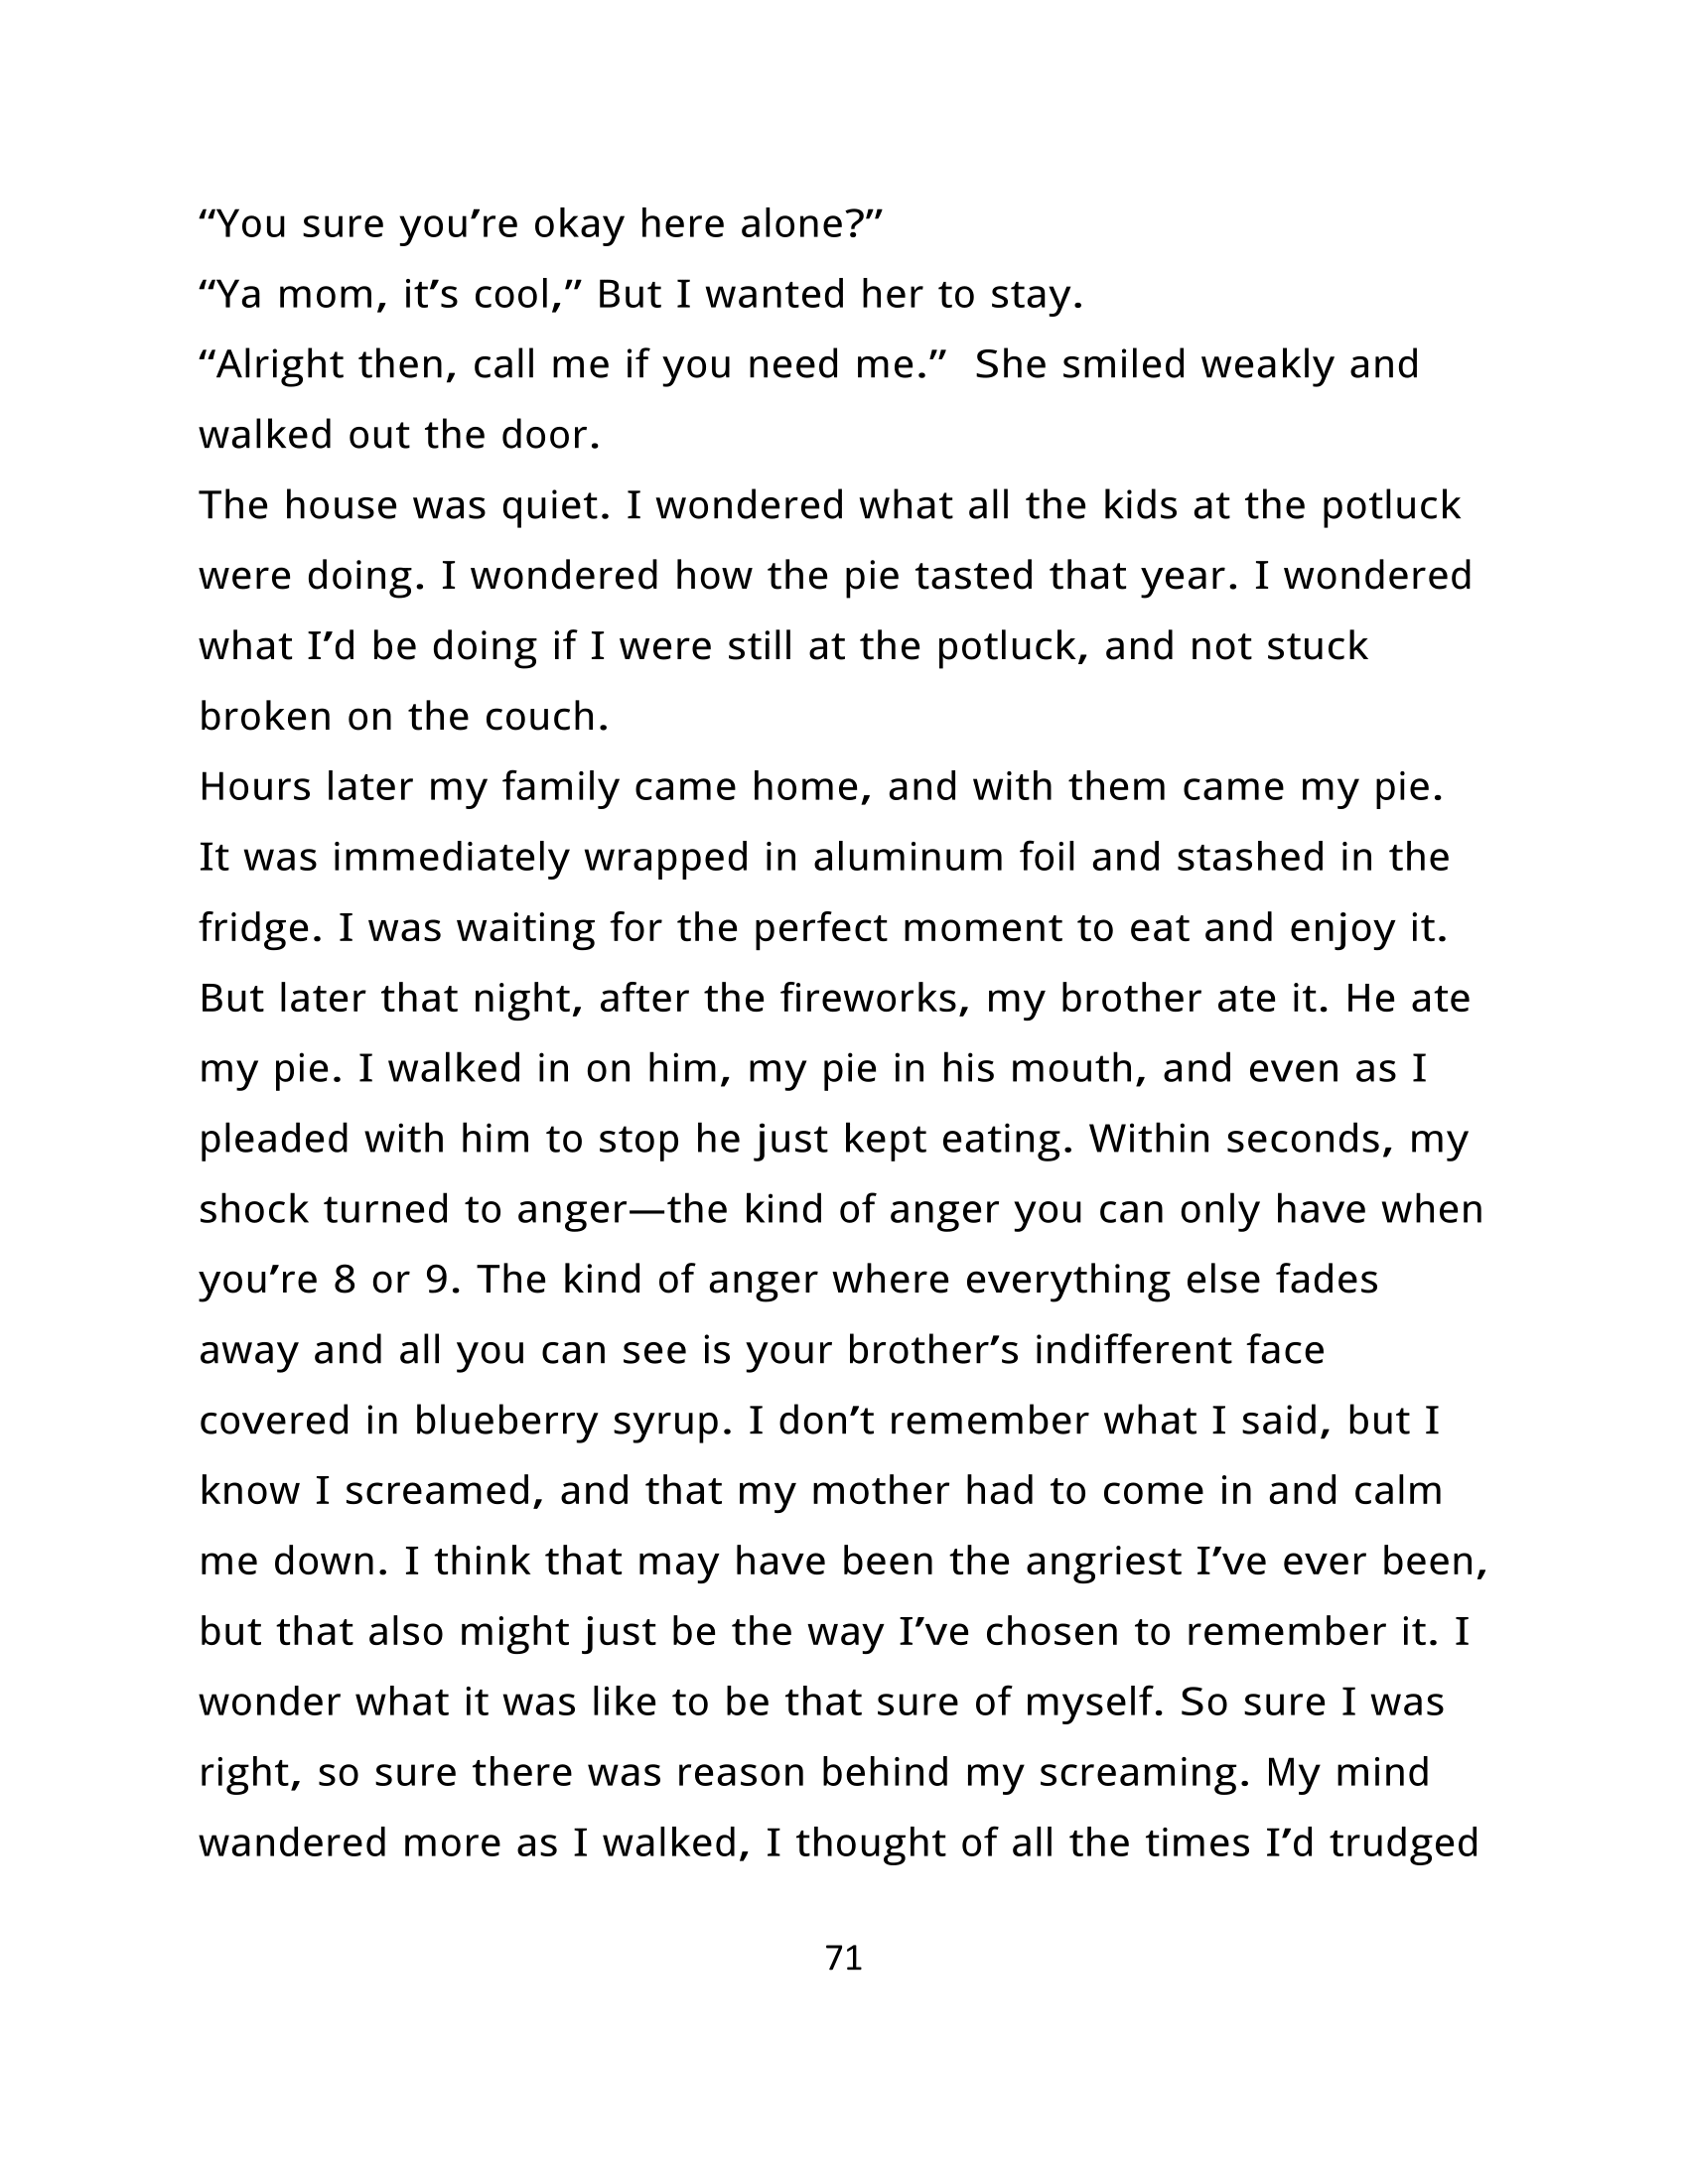 “You sure you’re okay here alone?”
“Ya mom, it’s cool,” But I wanted her to stay.
“Alright then, call me if you need me.”  She smiled weakly and
walked out the door.
The house was quiet. I wondered what all the kids at the potluck
were doing. I wondered how the pie tasted that year. I wondered
what I’d be doing if I were still at the potluck, and not stuck
broken on the couch.
Hours later my family came home, and with them came my pie.
It was immediately wrapped in aluminum foil and stashed in the
fridge. I was waiting for the perfect moment to eat and enjoy it.
But later that night, after the fireworks, my brother ate it. He ate
my pie. I walked in on him, my pie in his mouth, and even as I
pleaded with him to stop he just kept eating. Within seconds, my
shock turned to anger—the kind of anger you can only have when
you’re 8 or 9. The kind of anger where everything else fades
away and all you can see is your brother’s indifferent face
covered in blueberry syrup. I don’t remember what I said, but I
know I screamed, and that my mother had to come in and calm
me down. I think that may have been the angriest I’ve ever been,
but that also might just be the way I’ve chosen to remember it. I
wonder what it was like to be that sure of myself. So sure I was
right, so sure there was reason behind my screaming. My mind
wandered more as I walked, I thought of all the times I’d trudged
71